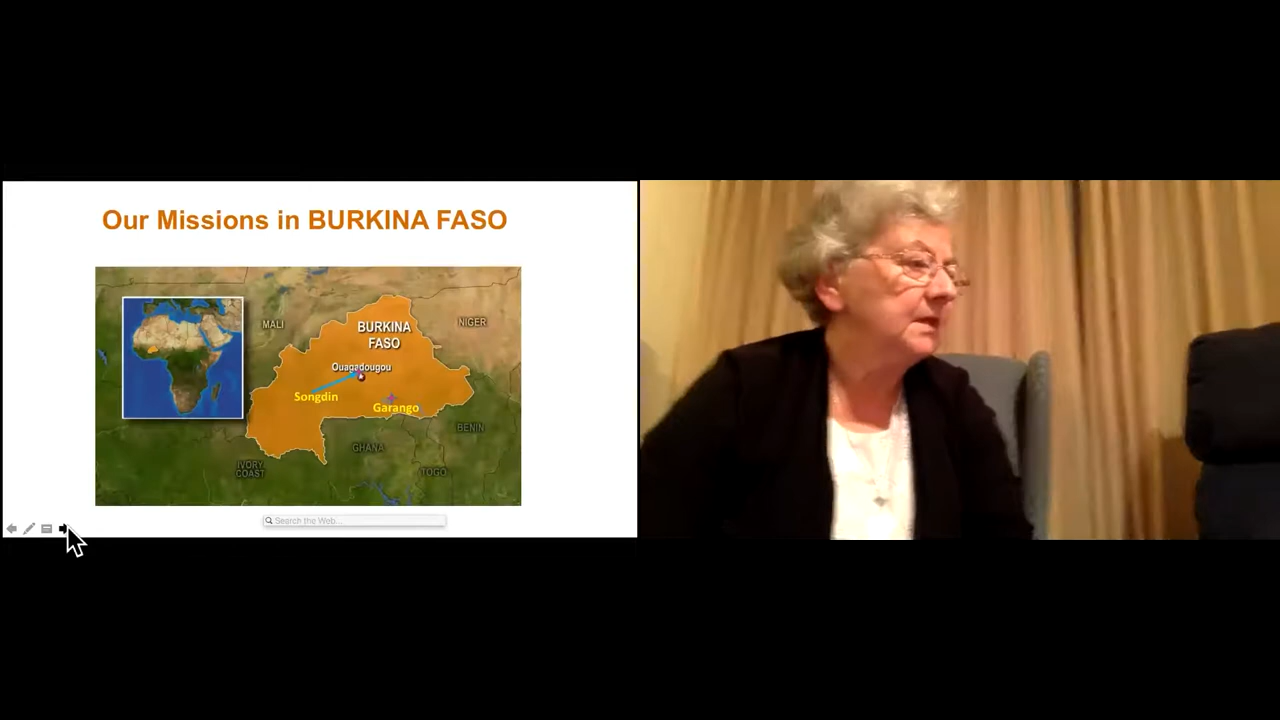 Our Missions in BURKINA FASO
MALI
BURKINA
FASO
NIGER
Ouagadougou
Songdin
Garango
BENIN
GHANA
IVORY
COAST
TOGO
Search the Web...